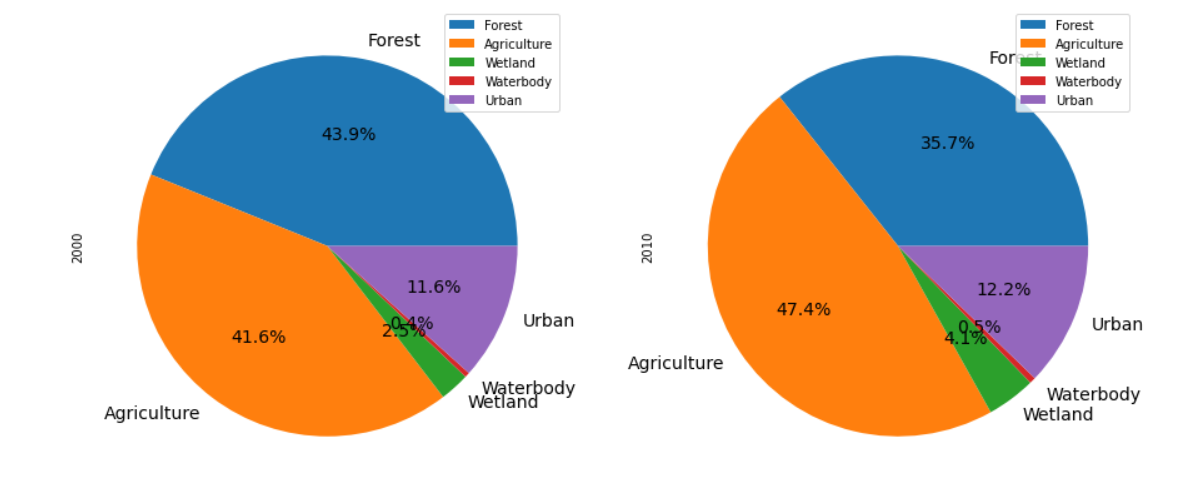 Forest
Agriculture
Wetland
Waterbody
Urban
Forest
43.9%
2000
11.6%
0.4%
2.5%
41.6%
Urban
Waterbody
Wetland
Agriculture
Forest
Agriculture
Wetland
Waterbody
Urban
Forest
35.7%
2010
12.2%
47.4%
0.5%
4.1%
Urban
Agriculture
Waterbody
Wetland